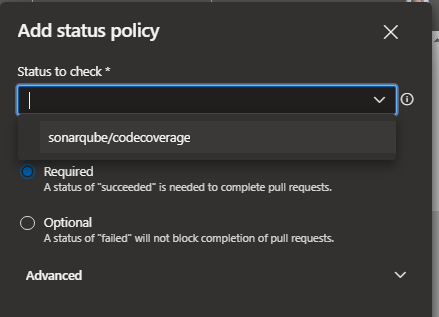 Add status policy
Status to check *
sonarqube/codecoverage
Required
A status of "succeeded" is needed to complete pull requests.
Optional
A status of "failed" will not block completion of pull requests.
Advanced